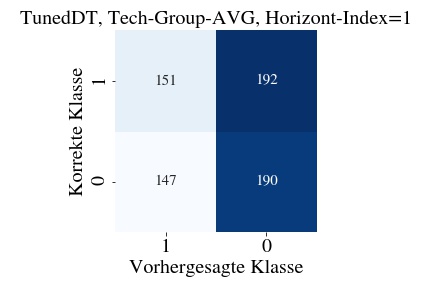 TunedDT, Tech-Group-AVG, Horizont-Index=1
Korrekte Klasse
1
151
192
0
147
190
1
0
Vorhergesagte Klasse